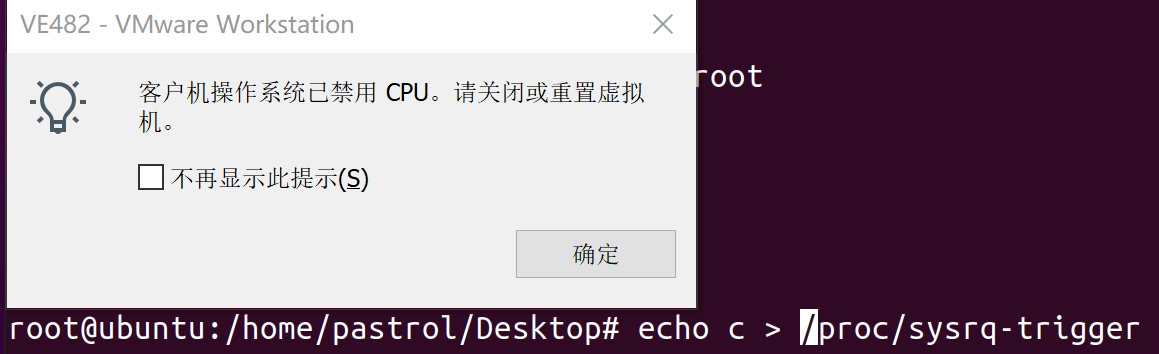 VE482 - VMware Workstation
客户机操作系统已禁用 CPU。请关闭或重置虚拟
机。
不再显示此提示(S)
确定
root
root@ubuntu:/home/pastrol/Desktop# echo c > /proc/sysrq-trigger